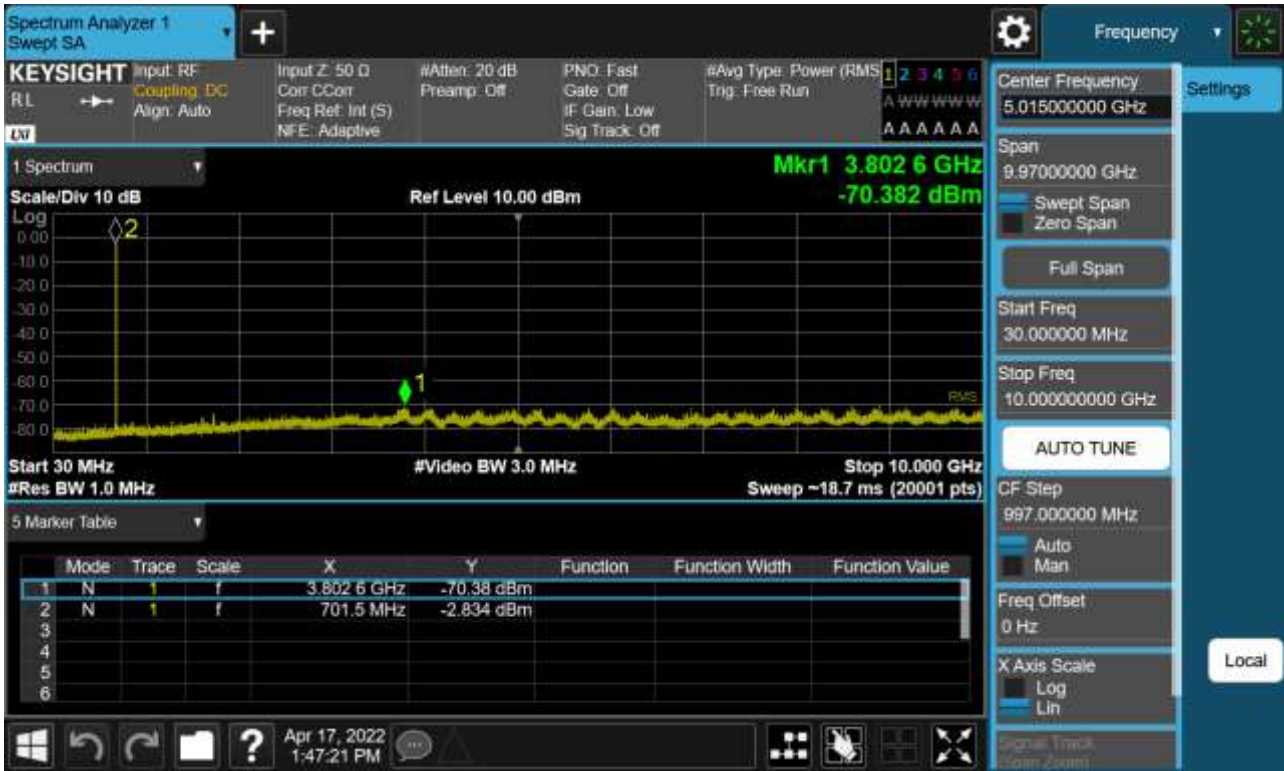 Spectrum Analyzer 1
Swept SA
+
Frequency
KEYSIGHT
RL
LXI
Input: RF
Coupling: DC
Align: Auto
Input Z: 50 Ω
Corr CCorr
Freq Ref: Int (S)
NFE: Adaptive
#Atten: 20 dB
Preamp: Off
PNO: Fast
Gate: Off
IF Gain: Low
Sig Track: Off
#Avg Type: Power (RMS
Trig: Free Run
1 2 3 4 5 6
A W W W W W
A A A A A A
1 Spectrum
Mkr1 3.802 6 GHz
-70.382 dBm
Scale/Div 10 dB
Ref Level 10.00 dBm
Log
0.00
-10.0
-20.0
-30.0
-40.0
-50.0
-60.0
-70.0
-80.0
2
1
RMS
Start 30 MHz
#Video BW 3.0 MHz
Stop 10.000 GHz
#Res BW 1.0 MHz
Sweep ~18.7 ms (20001 pts)
5 Marker Table
Mode Trace Scale X Y Function Function Width Function Value
1 N 1 f 3.802 6 GHz -70.38 dBm
2 N 1 f 701.5 MHz -2.834 dBm
3
4
5
6
?
Apr 17, 2022
1:47:21 PM
Center Frequency
5.015000000 GHz
Settings
Span
9.97000000 GHz
Swept Span
Zero Span
Full Span
Start Freq
30.000000 MHz
Stop Freq
10.000000000 GHz
AUTO TUNE
CF Step
997.000000 MHz
Auto
Man
Freq Offset
0 Hz
X Axis Scale
Log
Lin
Local
Signal Track
(Span Zoom)